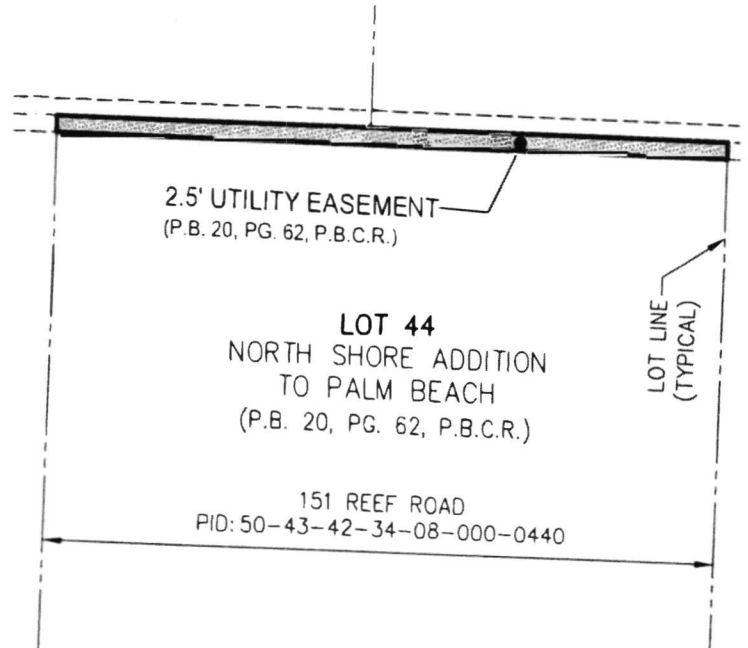 2.5' UTILITY EASEMENT
(P.B. 20, PG. 62, P.B.C.R.)
LOT 44
NORTH SHORE ADDITION
TO PALM BEACH
(P.B. 20, PG. 62, P.B.C.R.)
LOT LINE
(TYPICAL)
151 REEF ROAD
PID: 50-43-42-34-08-000-0440